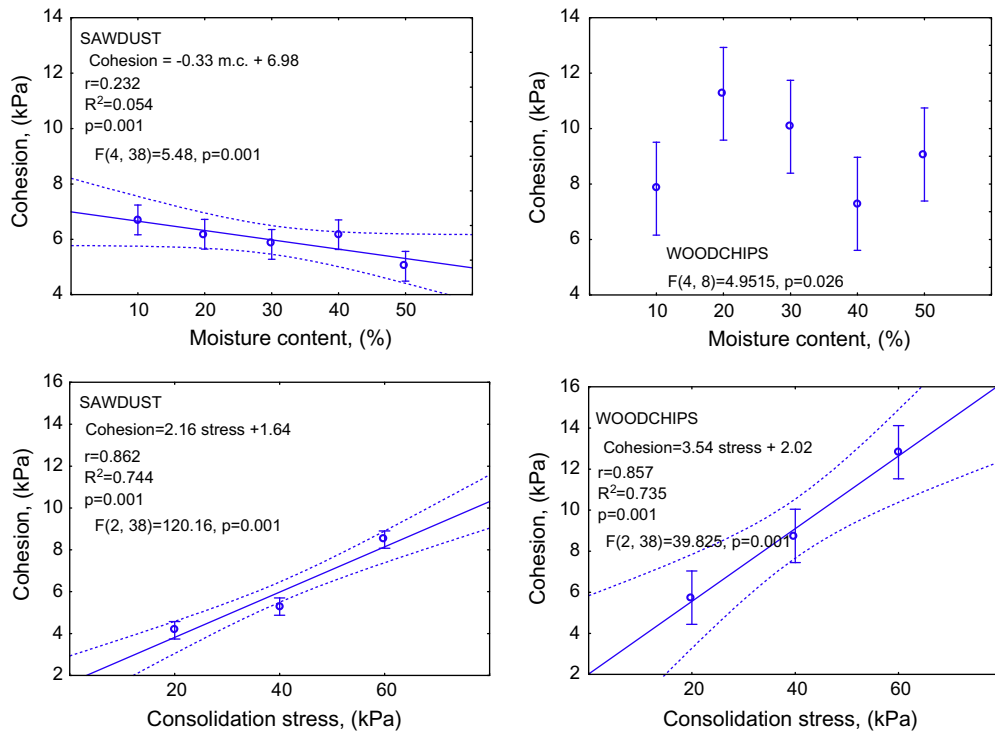 14
12
10
8
6
4
Cohesion, (kPa)
SAWDUST
Cohesion = -0.33 m.c. + 6.98
r=0.232
R²=0.054
p=0.001
F(4, 38)=5.48, p=0.001
10 20 30 40 50
Moisture content, (%)
14
12
10
8
6
4
Cohesion, (kPa)
WOODCHIPS
F(4, 8)=4.9515, p=0.026
10 20 30 40 50
Moisture content, (%)
16
14
12
10
8
6
4
2
Cohesion, (kPa)
SAWDUST
Cohesion=2.16 stress +1.64
r=0.862
R²=0.744
p=0.001
F(2, 38)=120.16, p=0.001
20 40 60
Consolidation stress, (kPa)
16
14
12
10
8
6
4
2
Cohesion, (kPa)
WOODCHIPS
Cohesion=3.54 stress + 2.02
r=0.857
R²=0.735
p=0.001
F(2, 38)=39.825, p=0.001
20 40 60
Consolidation stress, (kPa)